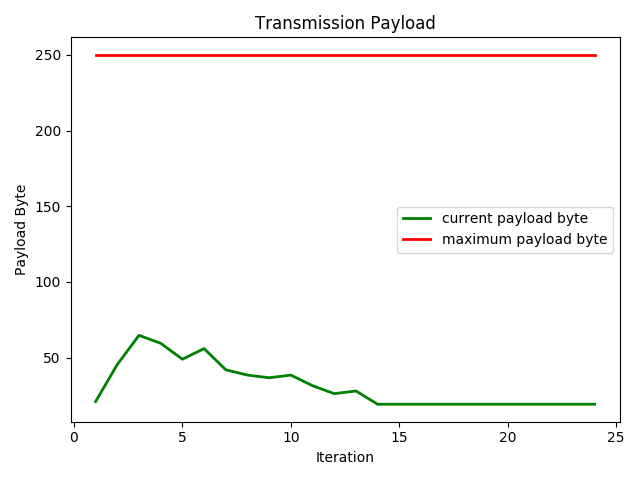 Transmission Payload
250
200
150
100
50
Payload Byte
current payload byte
maximum payload byte
0
5
10
15
20
25
Iteration